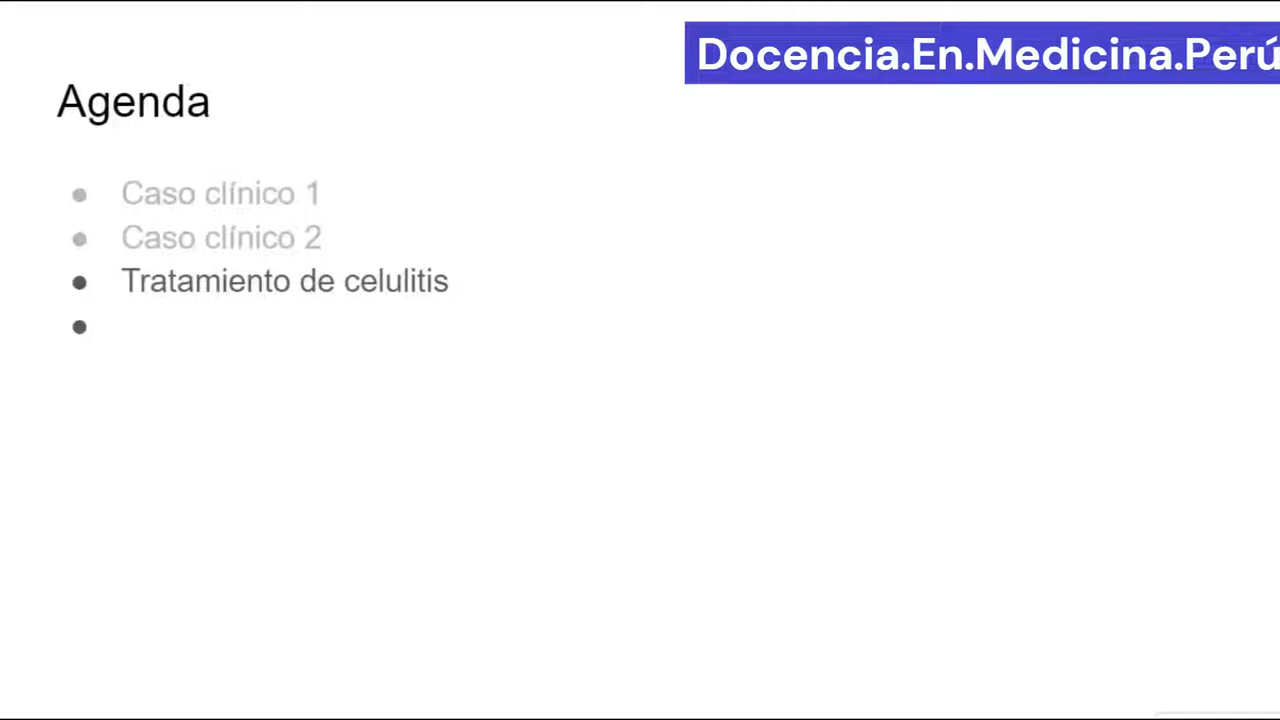 Docencia.En.Medicina.Perú
Agenda
● Caso clínico 1
● Caso clínico 2
● Tratamiento de celulitis
●